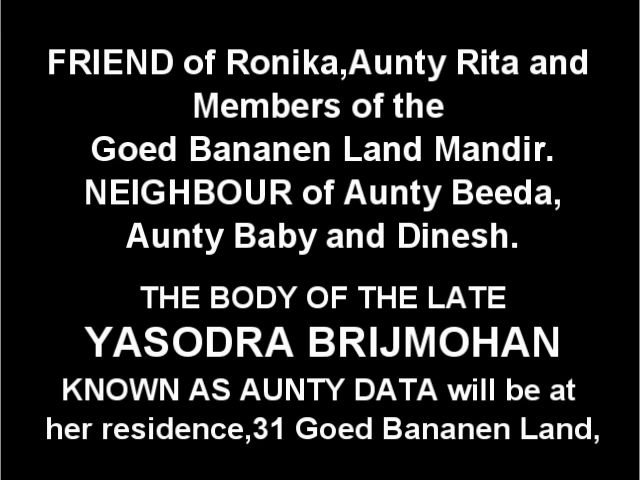 FRIEND of Ronika,Aunty Rita and
Members of the
Goed Bananen Land Mandir.
NEIGHBOUR of Aunty Beeda,
Aunty Baby and Dinesh.
THE BODY OF THE LATE
YASODRA BRIJMOHAN
KNOWN AS AUNTY DATA will be at
her residence,31 Goed Bananen Land,